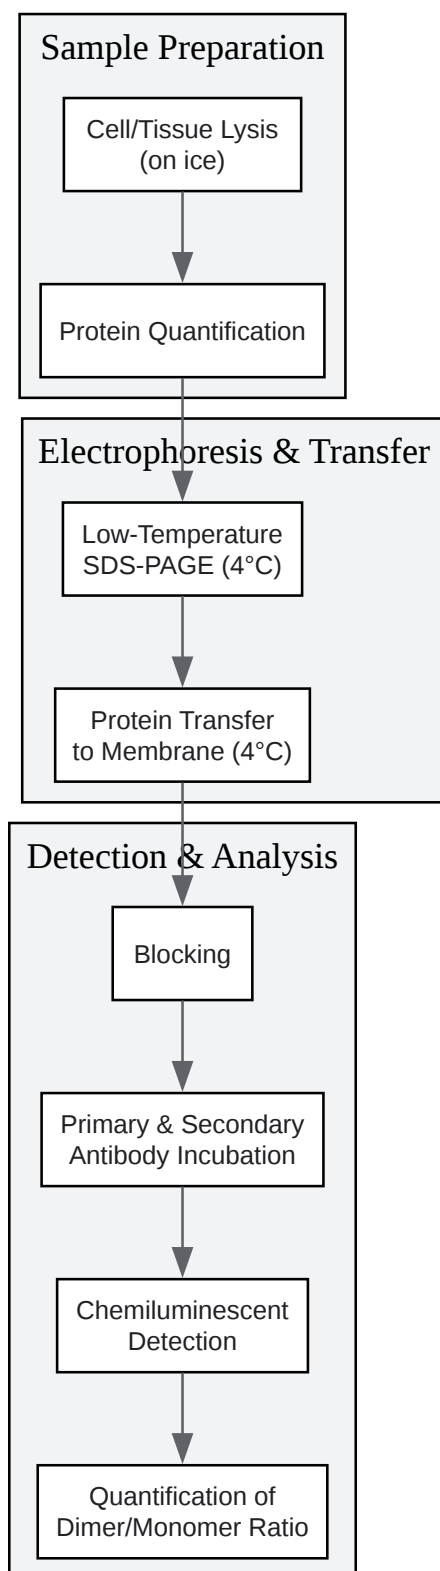 Sample Preparation
Cell/Tissue Lysis
(on ice)
Protein Quantification
Electrophoresis & Transfer
Low-Temperature
SDS-PAGE (4°C)
Protein Transfer
to Membrane (4°C)
Detection & Analysis
Blocking
Primary & Secondary
Antibody Incubation
Chemiluminescent
Detection
Quantification of
Dimer/Monomer Ratio